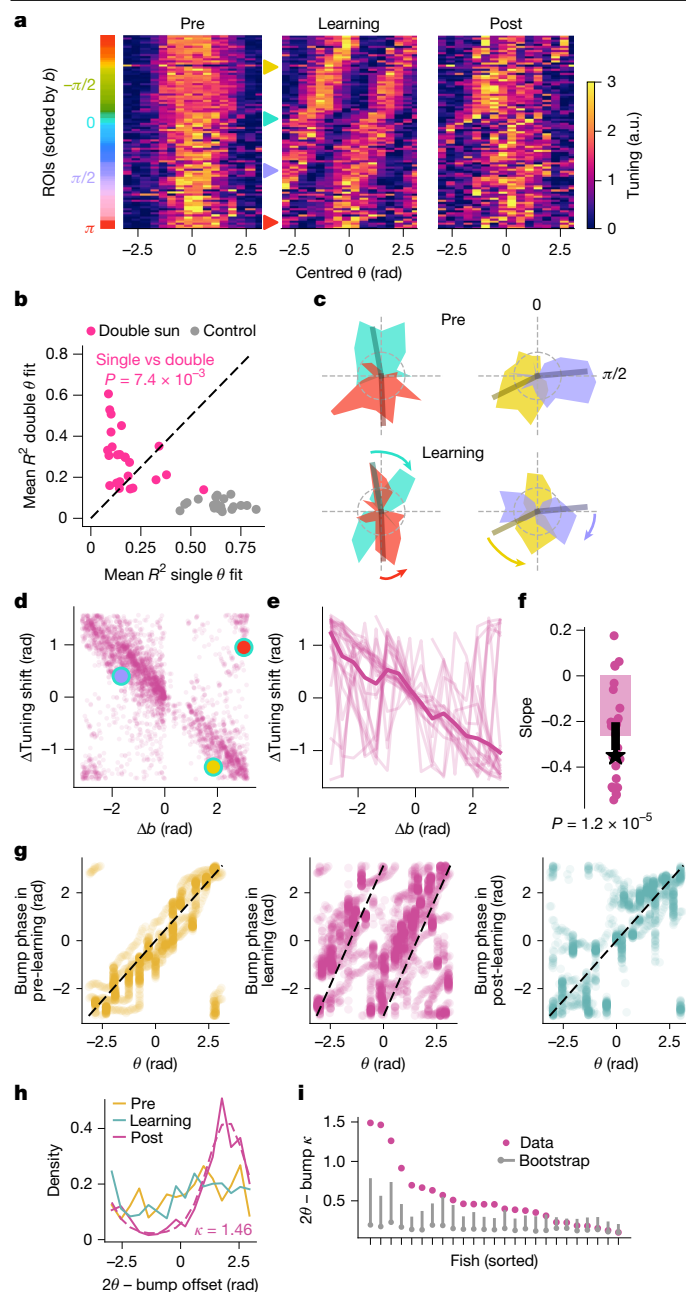 a
Pre
Learning
Post
ROIs (sorted by b)
−π/2
0
π/2
π
−2.5 0 2.5
−2.5 0 2.5
−2.5 0 2.5
Centred θ (rad)
3
2
1
0
Tuning (a.u.)
b
Double sun
Control
Single vs double
P = 7.4 × 10⁻³
Mean R² double θ fit
0.8
0.6
0.4
0.2
0
0 0.25 0.50 0.75
Mean R² single θ fit
c
0
Pre
π/2
Learning
d
ΔTuning shift (rad)
1
0
−1
−2 0 2
Δb (rad)
e
ΔTuning shift (rad)
1
0
−1
−2 0 2
Δb (rad)
f
Slope
0.2
0
−0.2
−0.4
P = 1.2 × 10⁻⁵
g
Bump phase in
pre-learning (rad)
2
0
−2
−2.5 0 2.5
θ (rad)
Bump phase in
learning (rad)
2
0
−2
−2.5 0 2.5
θ (rad)
Bump phase in
post-learning (rad)
2
0
−2
−2.5 0 2.5
θ (rad)
h
Pre
Learning
Post
Density
0.4
0.2
0
κ = 1.46
−2.5 0 2.5
2θ – bump offset (rad)
i
Data
Bootstrap
2θ – bump κ
1.5
1.0
0.5
Fish (sorted)